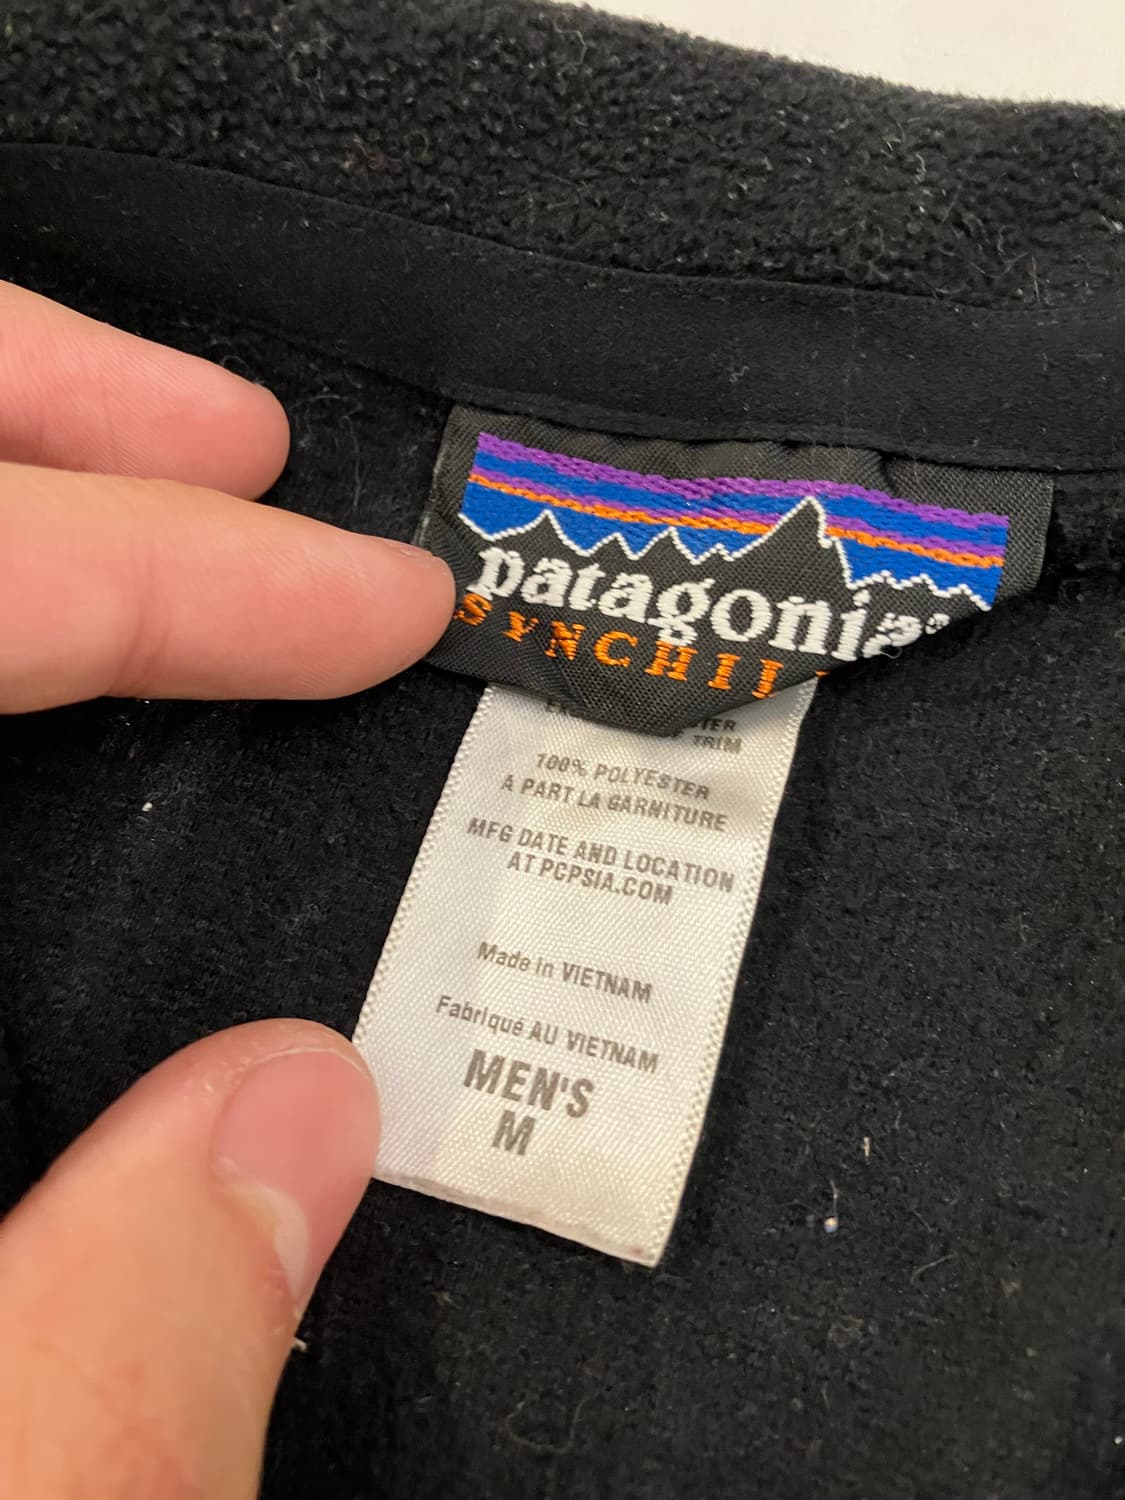 patagonia®
SYNCHIL
TRIM
100% POLYESTER
À PART LA GARNITURE
MFG DATE AND LOCATION
AT PCPSIA.COM
Made in VIETNAM
Fabriqué AU VIETNAM
MEN'S
M